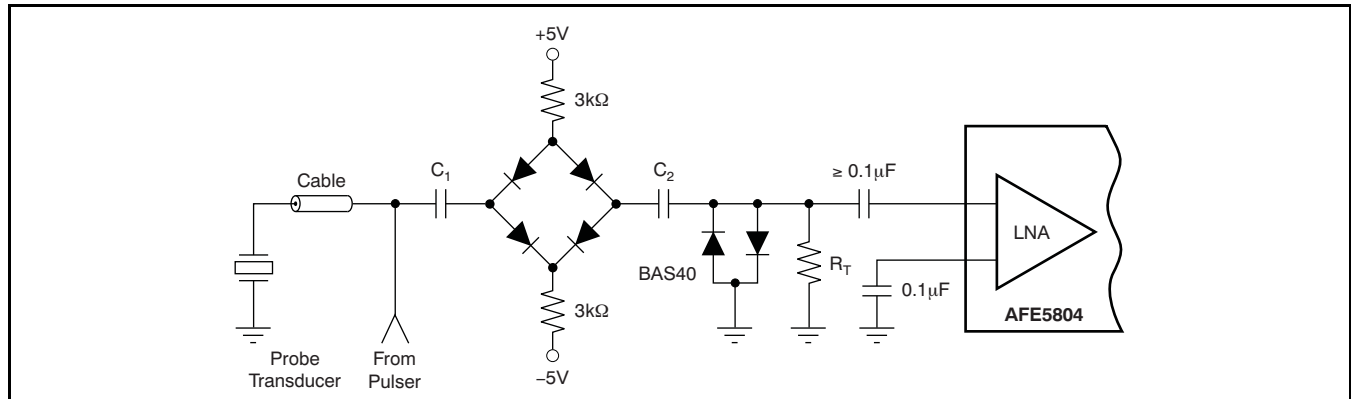 +5V
3kΩ
Cable
C₁
C₂
≥ 0.1μF
LNA
BAS40
R_T
0.1μF
AFE5804
3kΩ
−5V
Probe
Transducer
From
Pulser